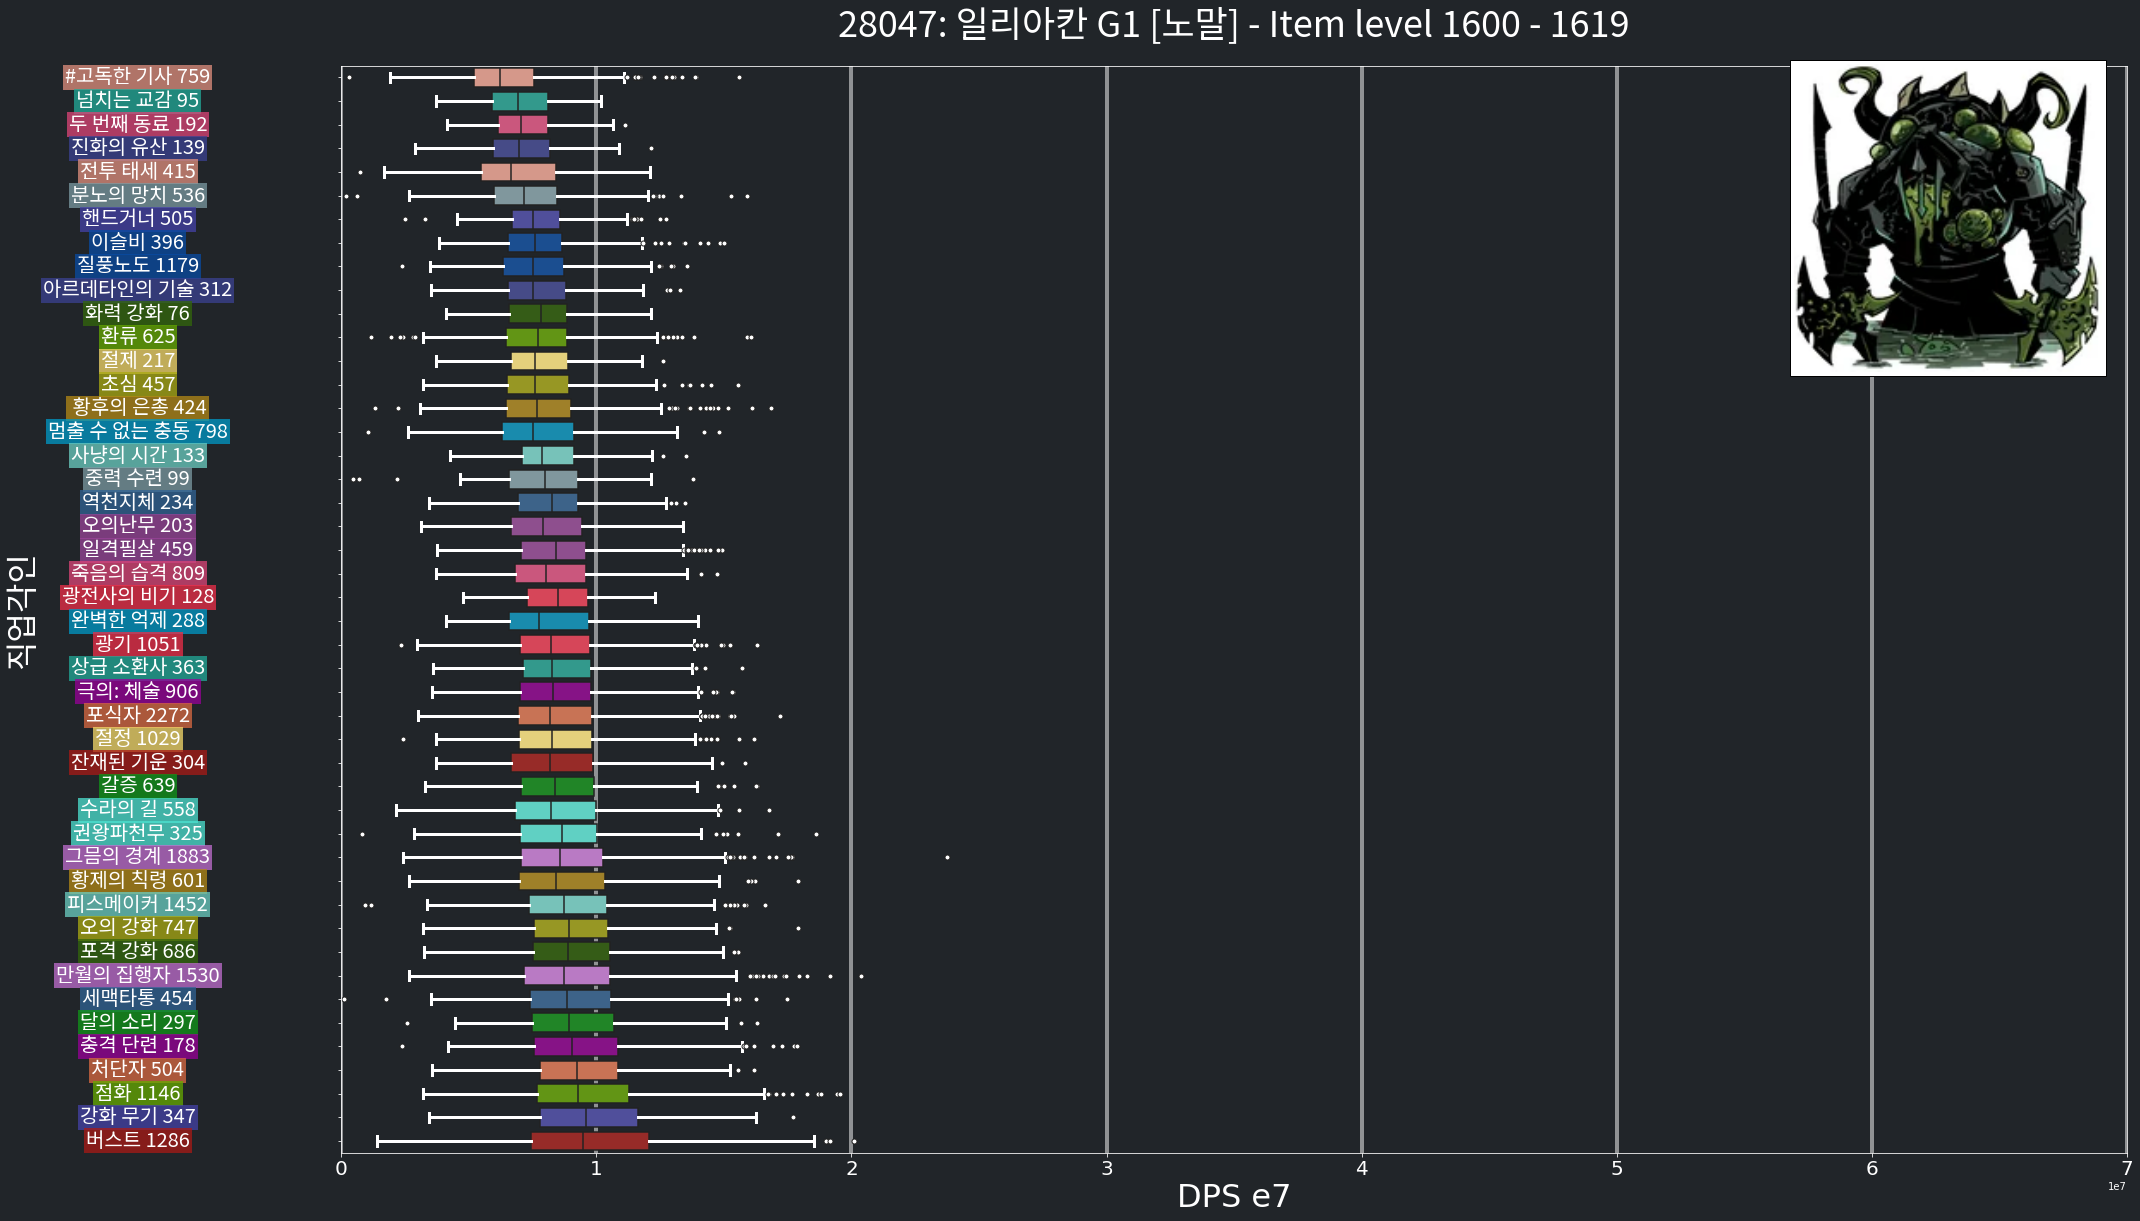 28047: 일리아칸 G1 [노말] - Item level 1600 - 1619
#고독한 기사 759
넘치는 교감 95
두 번째 동료 192
진화의 유산 139
전투 태세 415
분노의 망치 536
핸드거너 505
이슬비 396
질풍노도 1179
아르데타인의 기술 312
화력 강화 76
환류 625
절제 217
초심 457
황후의 은총 424
멈출 수 없는 충동 798
사냥의 시간 133
중력 수련 99
역천지체 234
오의난무 203
일격필살 459
죽음의 습격 809
광전사의 비기 128
완벽한 억제 288
광기 1051
상급 소환사 363
극의: 체술 906
포식자 2272
절정 1029
잔재된 기운 304
갈증 639
수라의 길 558
권왕파천무 325
그믐의 경계 1883
황제의 칙령 601
피스메이커 1452
오의 강화 747
포격 강화 686
만월의 집행자 1530
세맥타통 454
달의 소리 297
충격 단련 178
처단자 504
점화 1146
강화 무기 347
버스트 1286
직업각인
0 1 2 3 4 5 6 7
1e7
DPS e7